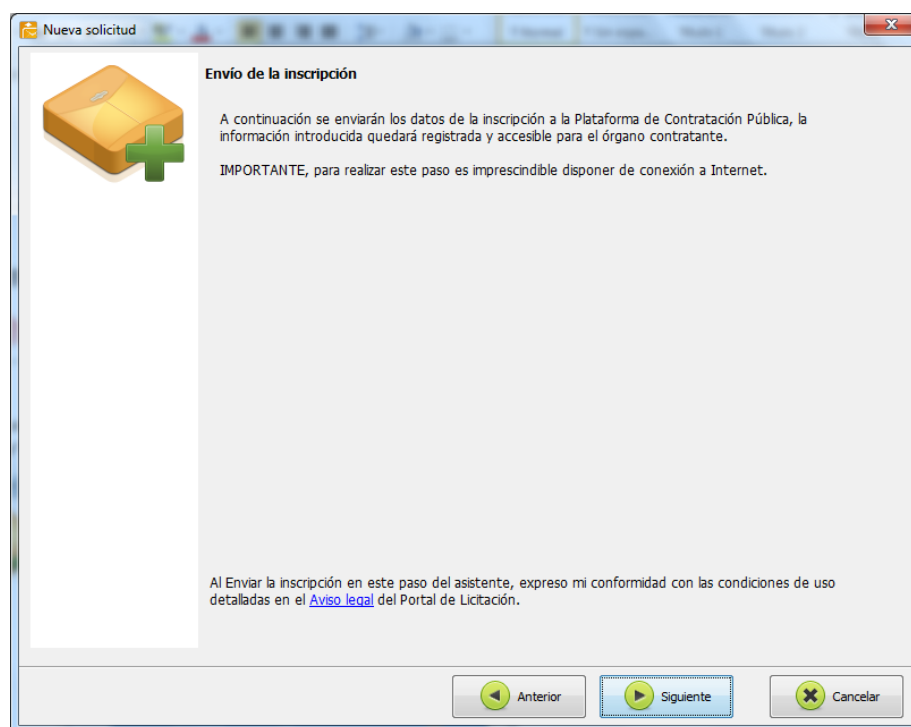 Nueva solicitud
Envío de la inscripción
A continuación se enviarán los datos de la inscripción a la Plataforma de Contratación Pública, la
información introducida quedará registrada y accesible para el órgano contratante.
IMPORTANTE, para realizar este paso es imprescindible disponer de conexión a Internet.
Al Enviar la inscripción en este paso del asistente, expreso mi conformidad con las condiciones de uso
detalladas en el Aviso legal del Portal de Licitación.
Anterior
Siguiente
Cancelar